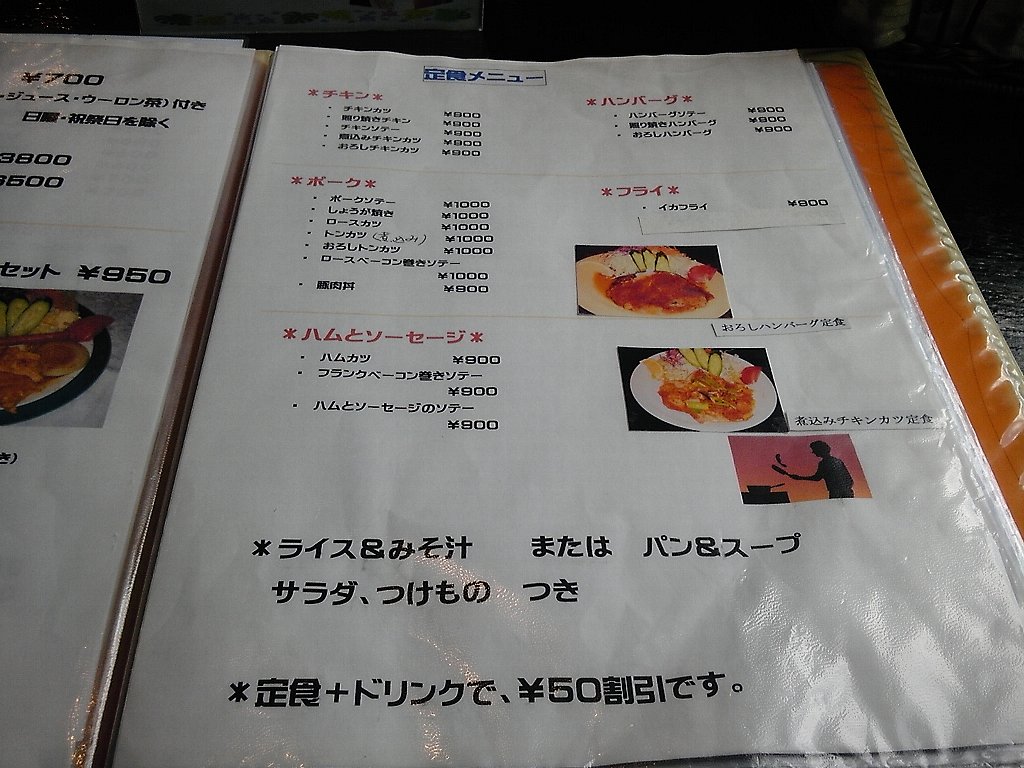 ¥700
・ジュース・ウーロン茶）付き
日曜・祝祭日を除く
3800
3500
セット ¥950
き）
定食メニュー
＊チキン＊
・ チキンカツ ¥900
・ 照り焼きチキン ¥900
・ チキンソテー ¥900
・ 煮込みチキンカツ ¥900
・ おろしチキンカツ ¥900
＊ハンバーグ＊
・ ハンバーグソテー ¥900
・ 照り焼きハンバーグ ¥900
・ おろしハンバーグ ¥900
＊ポーク＊
・ ポークソテー ¥1000
・ しょうが焼き ¥1000
・ ロースカツ ¥1000
・ トンカツ（煮込み） ¥1000
・ おろしトンカツ ¥1000
・ ロースベーコン巻きソテー
¥1000
・ 豚肉丼 ¥900
＊フライ＊
・ イカフライ ¥900
おろしハンバーグ定食
煮込みチキンカツ定食
＊ハムとソーセージ＊
・ ハムカツ ¥900
・ フランクベーコン巻きソテー
¥900
・ ハムとソーセージのソテー
¥900
＊ライス＆みそ汁 または パン＆スープ
サラダ、つけもの つき
＊定食＋ドリンクで、¥50割引です。